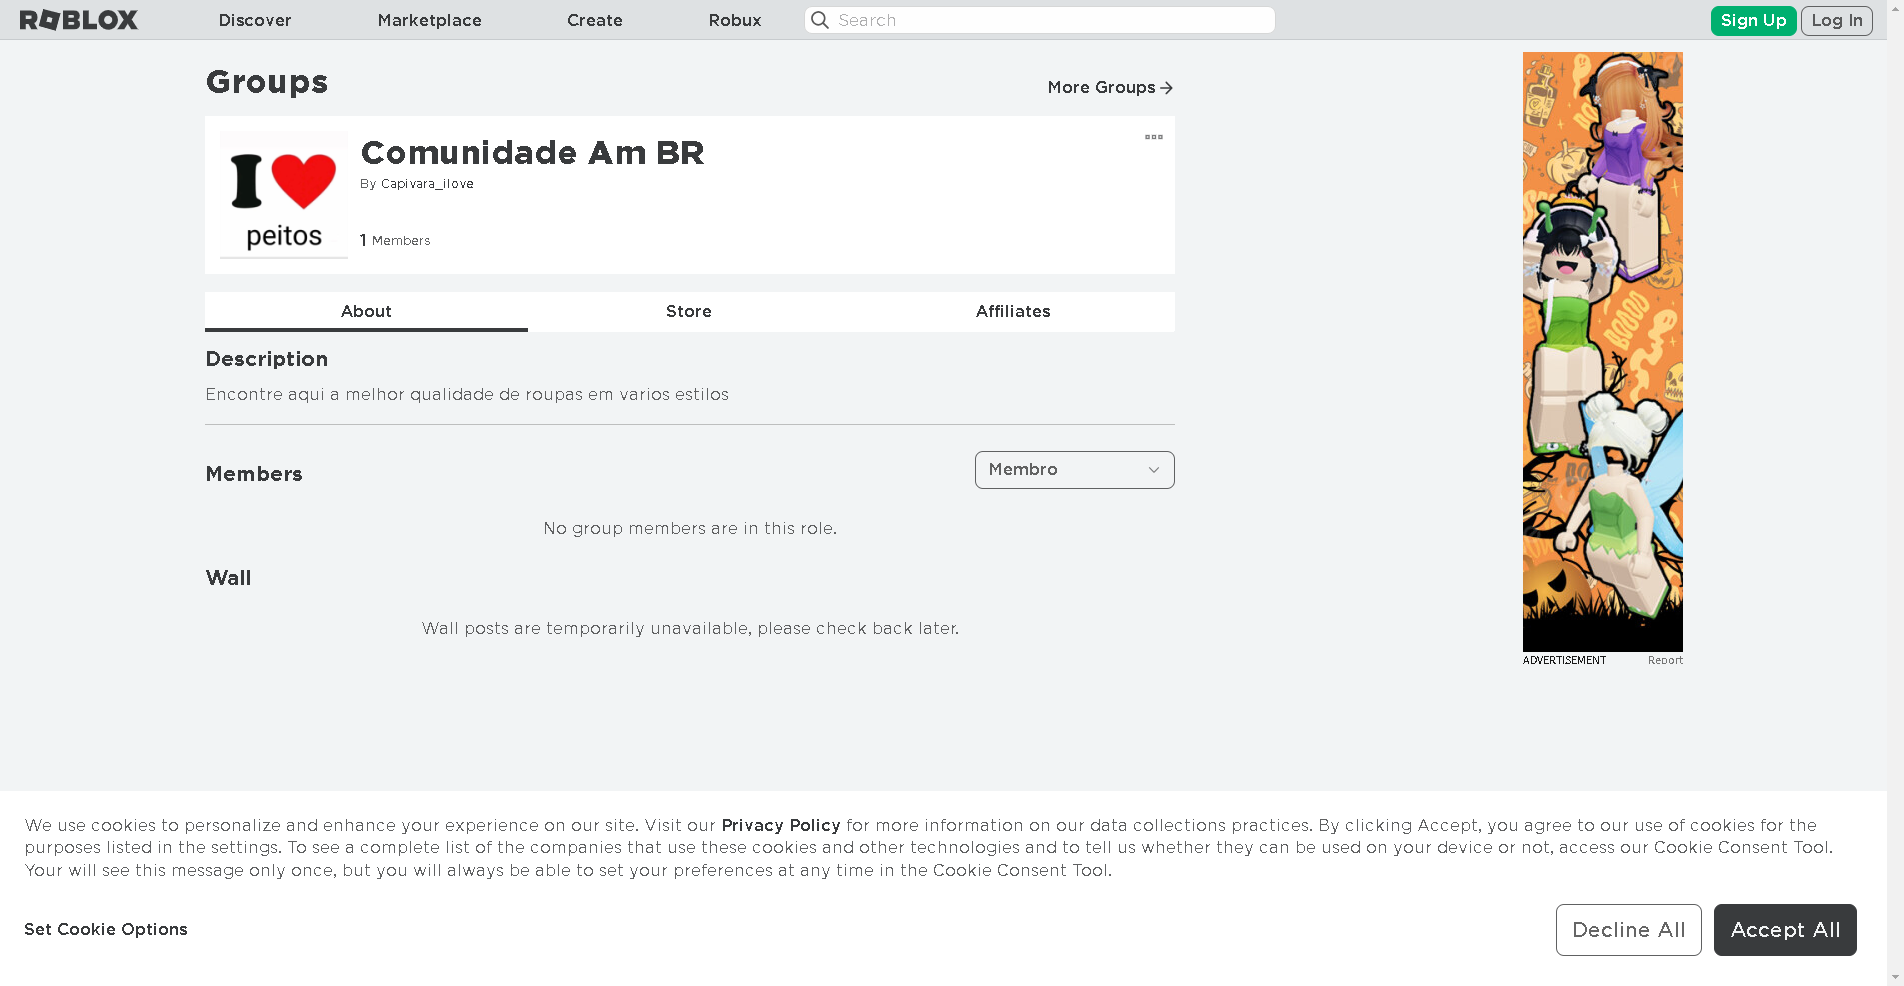 ROBLOX Discover Marketplace Create Robux Search Sign Up Log In
Groups
More Groups
I
peitos
Comunidade Am BR
By Capivara_ilove
1 Members
About Store Affiliates
Description
Encontre aqui a melhor qualidade de roupas em varios estilos
Members
Membro
No group members are in this role.
Wall
Wall posts are temporarily unavailable, please check back later.
ADVERTISEMENT Report
We use cookies to personalize and enhance your experience on our site. Visit our Privacy Policy for more information on our data collections practices. By clicking Accept, you agree to our use of cookies for the
purposes listed in the settings. To see a complete list of the companies that use these cookies and other technologies and to tell us whether they can be used on your device or not, access our Cookie Consent Tool.
Your will see this message only once, but you will always be able to set your preferences at any time in the Cookie Consent Tool.
Set Cookie Options
Decline All Accept All